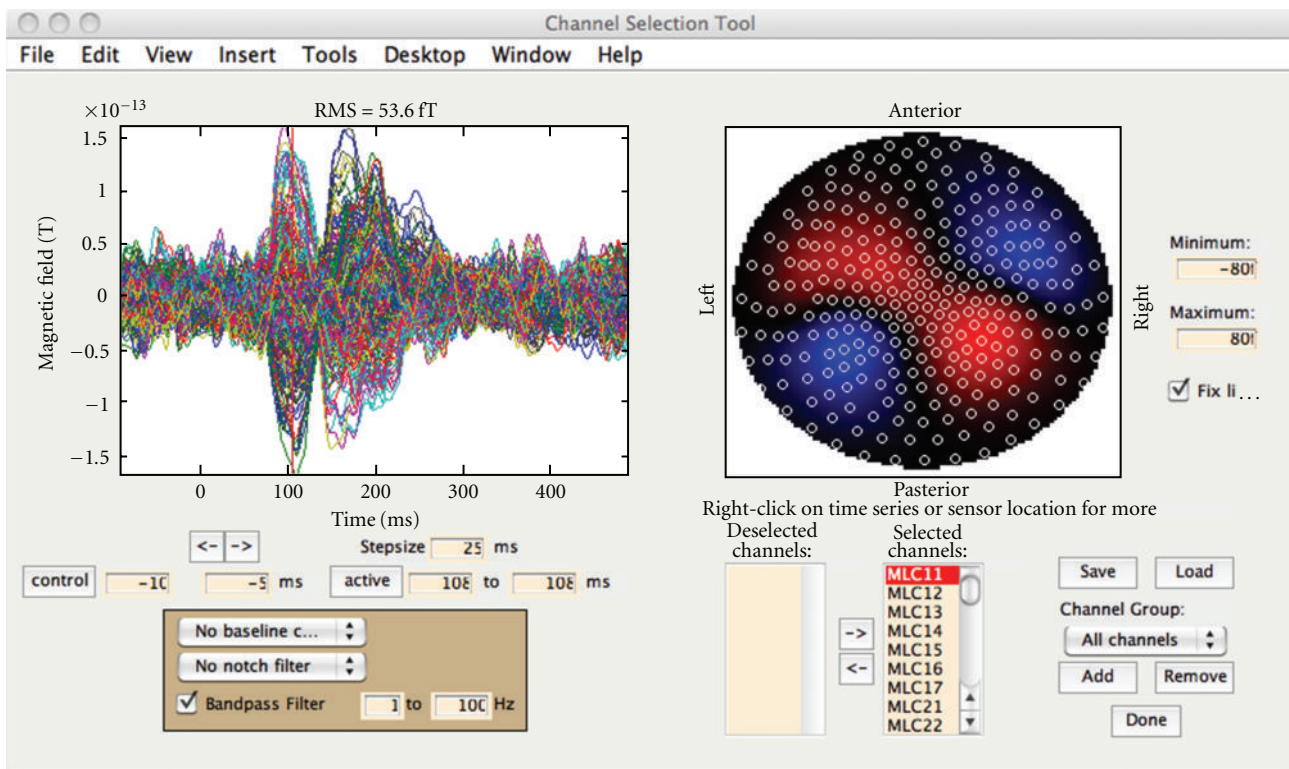 Channel Selection Tool
File Edit View Insert Tools Desktop Window Help
×10−13
RMS = 53.6 fT
1.5
1
0.5
0
−0.5
−1
−1.5
Magnetic field (T)
0 100 200 300 400
Time (ms)
Anterior
Left
Right
Pasterior
Right-click on time series or sensor location for more
Minimum:
−80f
Maximum:
80f
Fix li ...
<- ->
Stepsize 25 ms
control −10 −5 ms active 108 to 108 ms
No baseline c...
No notch filter
Bandpass Filter 1 to 100 Hz
Deselected
channels:
Selected
channels:
MLC11
MLC12
MLC13
MLC14
MLC15
MLC16
MLC17
MLC21
MLC22
->
<-
Save Load
Channel Group:
All channels
Add Remove
Done